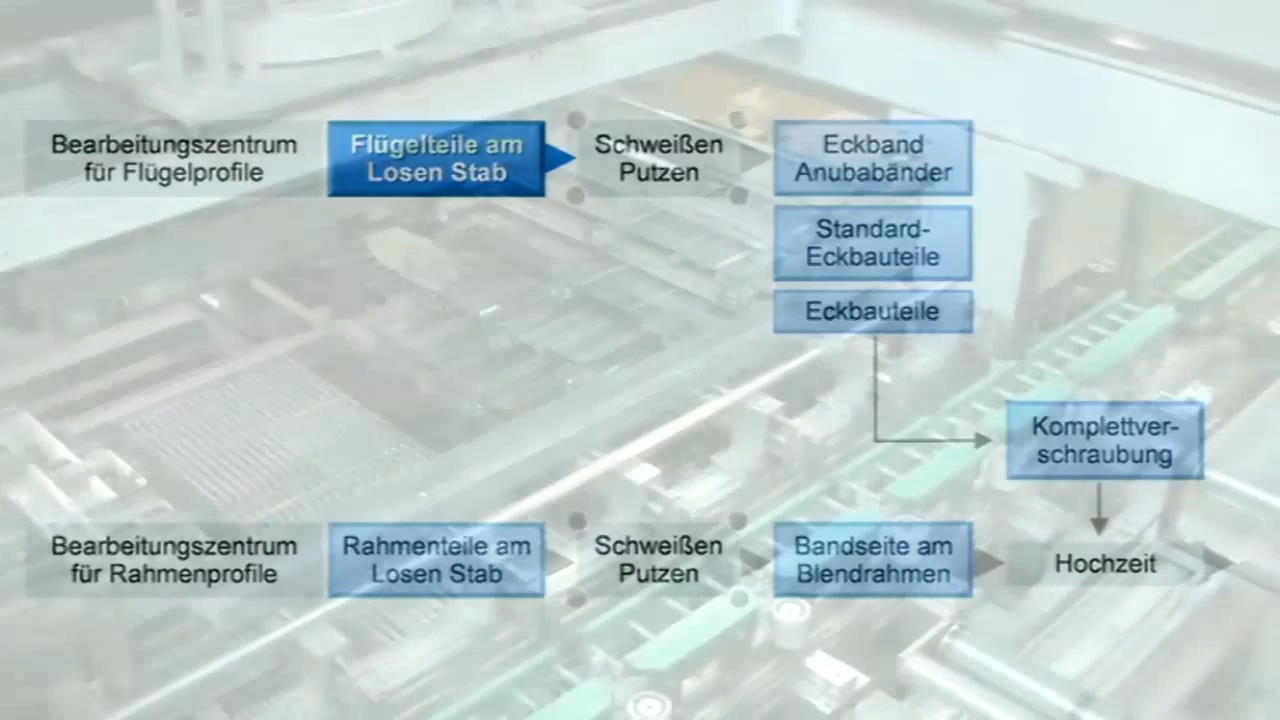 Bearbeitungszentrum
für Flügelprofile
Flügelteile am
Losen Stab
Schweißen
Putzen
Eckband
Anubabänder
Standard-
Eckbauteile
Eckbauteile
Komplettver-
schraubung
Bearbeitungszentrum
für Rahmenprofile
Rahmenteile am
Losen Stab
Schweißen
Putzen
Bandseite am
Blendrahmen
Hochzeit